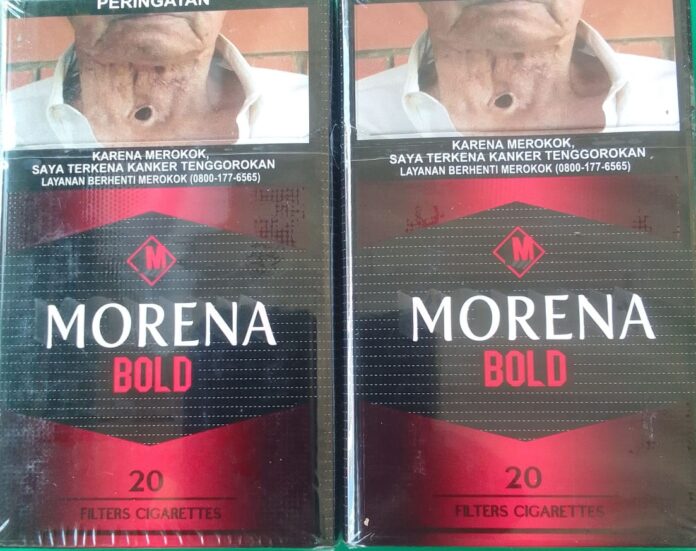 PERINGATAN
KARENA MEROKOK,
SAYA TERKENA KANKER TENGGOROKAN
LAYANAN BERHENTI MEROKOK (0800-177-6565)
M
MORENA
BOLD
20
FILTERS CIGARETTES
KARENA MEROKOK,
SAYA TERKENA KANKER TENGGOROKAN
LAYANAN BERHENTI MEROKOK (0800-177-6565)
M
MORENA
BOLD
20
FILTERS CIGARETTES